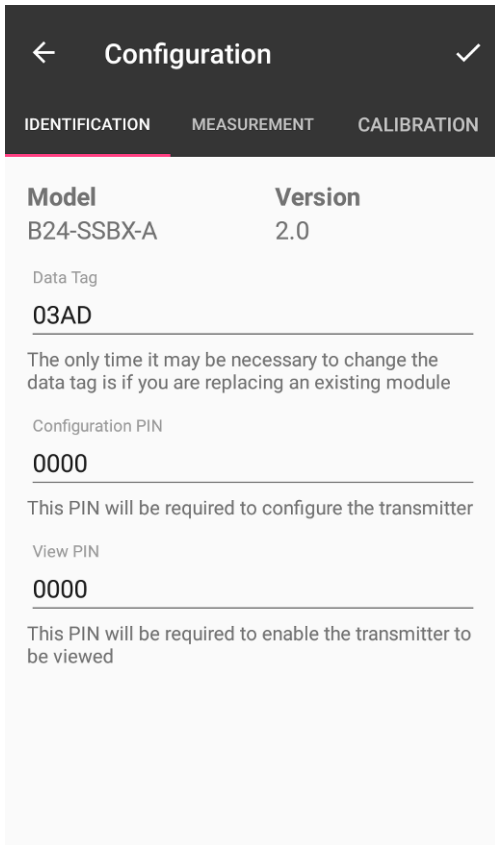 Configuration
IDENTIFICATION MEASUREMENT CALIBRATION
Model Version
B24-SSBX-A 2.0
Data Tag
03AD
The only time it may be necessary to change the
data tag is if you are replacing an existing module
Configuration PIN
0000
This PIN will be required to configure the transmitter
View PIN
0000
This PIN will be required to enable the transmitter to
be viewed